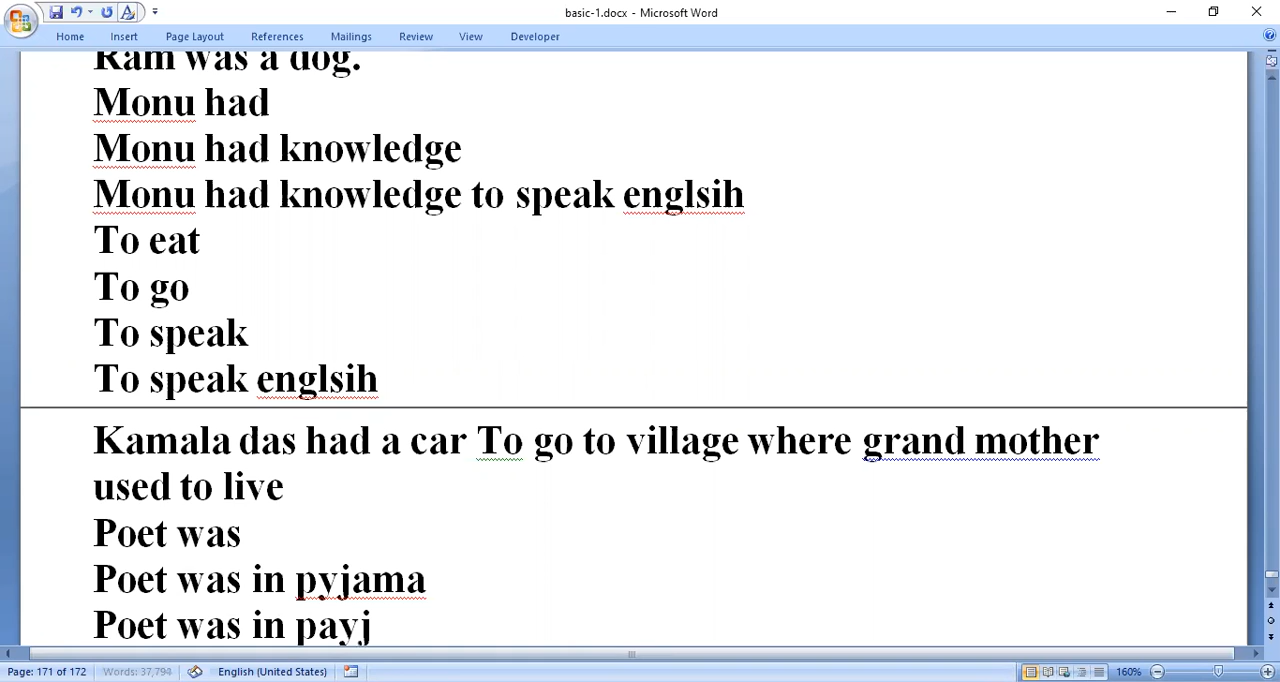 basic-1.docx - Microsoft Word
Home Insert Page Layout References Mailings Review View Developer
Ram was a dog.
Monu had
Monu had knowledge
Monu had knowledge to speak englsih
To eat
To go
To speak
To speak englsih
Kamala das had a car To go to village where grand mother
used to live
Poet was
Poet was in pyjama
Poet was in payj
Page: 171 of 172 Words: 37,794 English (United States) 160%